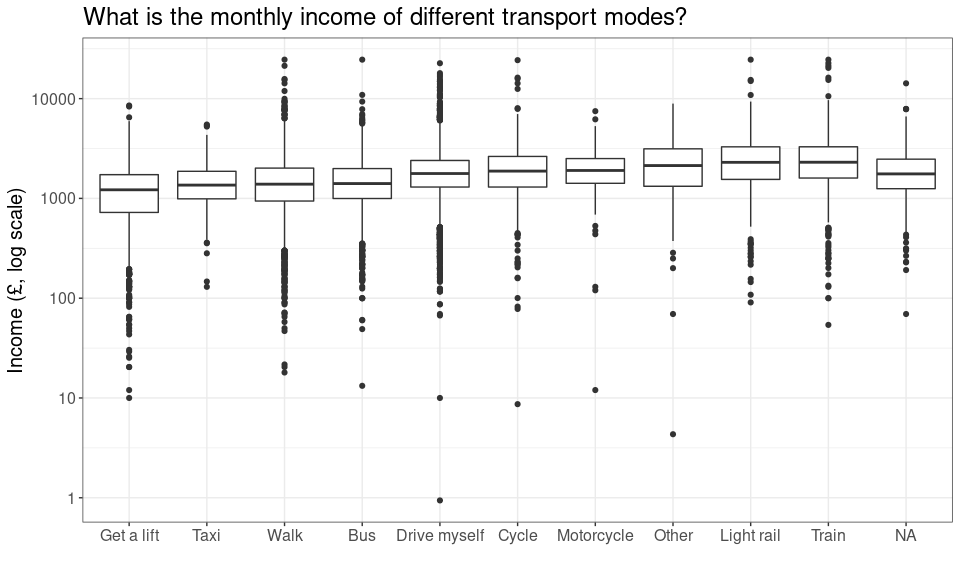 What is the monthly income of different transport modes?
Income (£, log scale)
10000
1000
100
10
1
Get a lift Taxi Walk Bus Drive myself Cycle Motorcycle Other Light rail Train NA